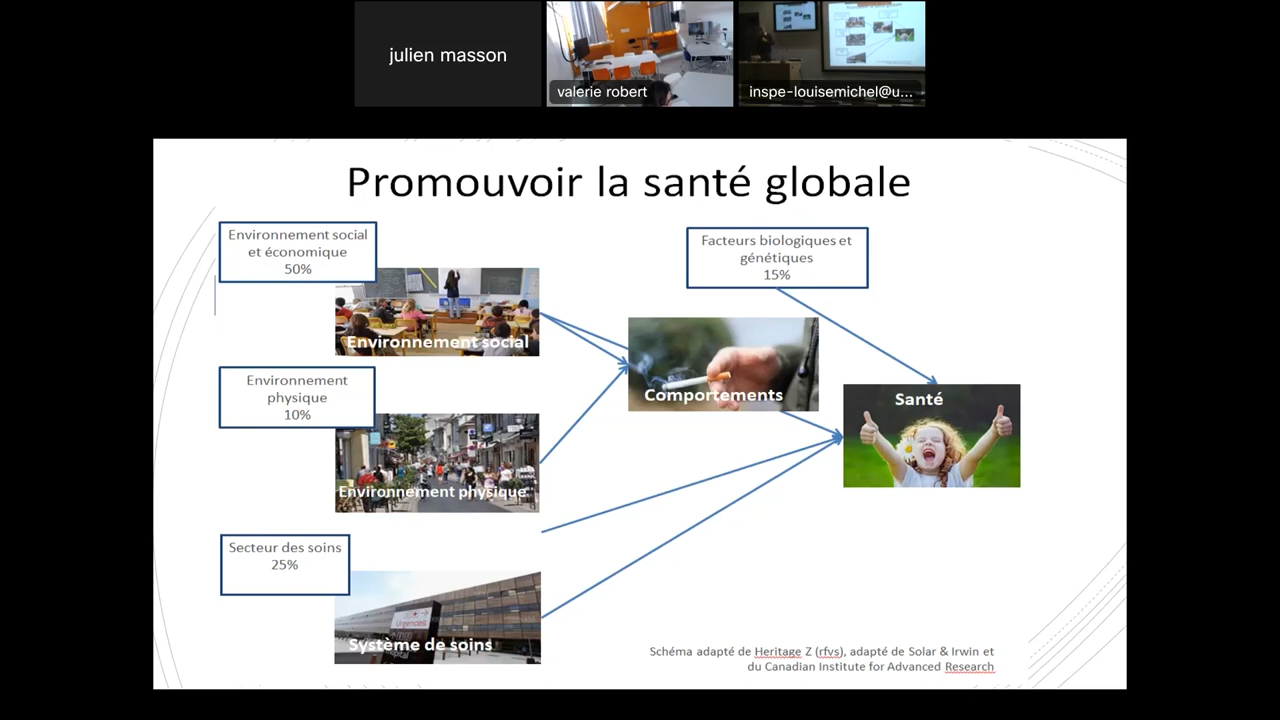 julien masson
valerie robert
inspe-louisemichel@u...
Promouvoir la santé globale
Environnement social
et économique
50%
Facteurs biologiques et
génétiques
15%
Environnement social
Environnement
physique
10%
Comportements
Santé
Environnement physique
Secteur des soins
25%
Urgences
Système de soins
Schéma adapté de Heritage Z (rfvs), adapté de Solar & Irwin et
du Canadian Institute for Advanced Research